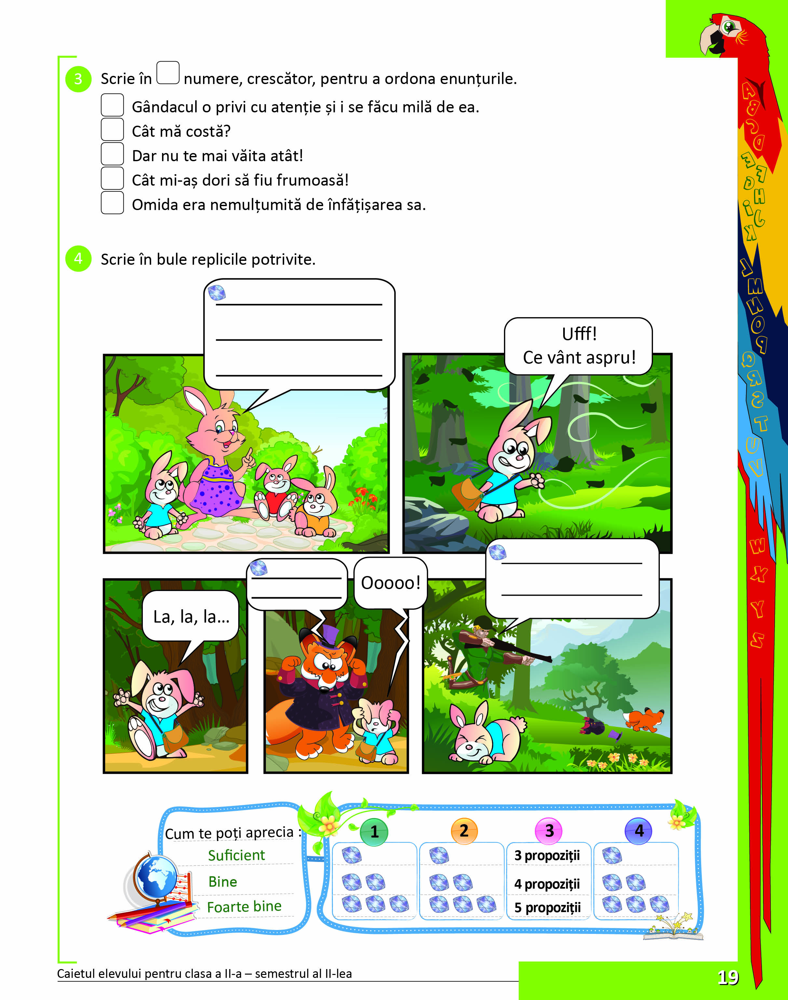 3 Scrie în numere, crescător, pentru a ordona enunțurile.
Gândacul o privi cu atenție și i se făcu milă de ea.
Cât mă costă?
Dar nu te mai văita atât!
Cât mi-aș dori să fiu frumoasă!
Omida era nemulțumită de înfățișarea sa.
4 Scrie în bule replicile potrivite.
Ufff!
Ce vânt aspru!
La, la, la...
Ooooo!
Cum te poți aprecia :
Suficient
Bine
Foarte bine
1 2 3 4
3 propoziții
4 propoziții
5 propoziții
Caietul elevului pentru clasa a II-a – semestrul al II-lea
19
A
B
C
D
E
F
G
H
I
J
K
L
M
N
O
P
Q
R
S
T
U
V
W
X
Y
Z